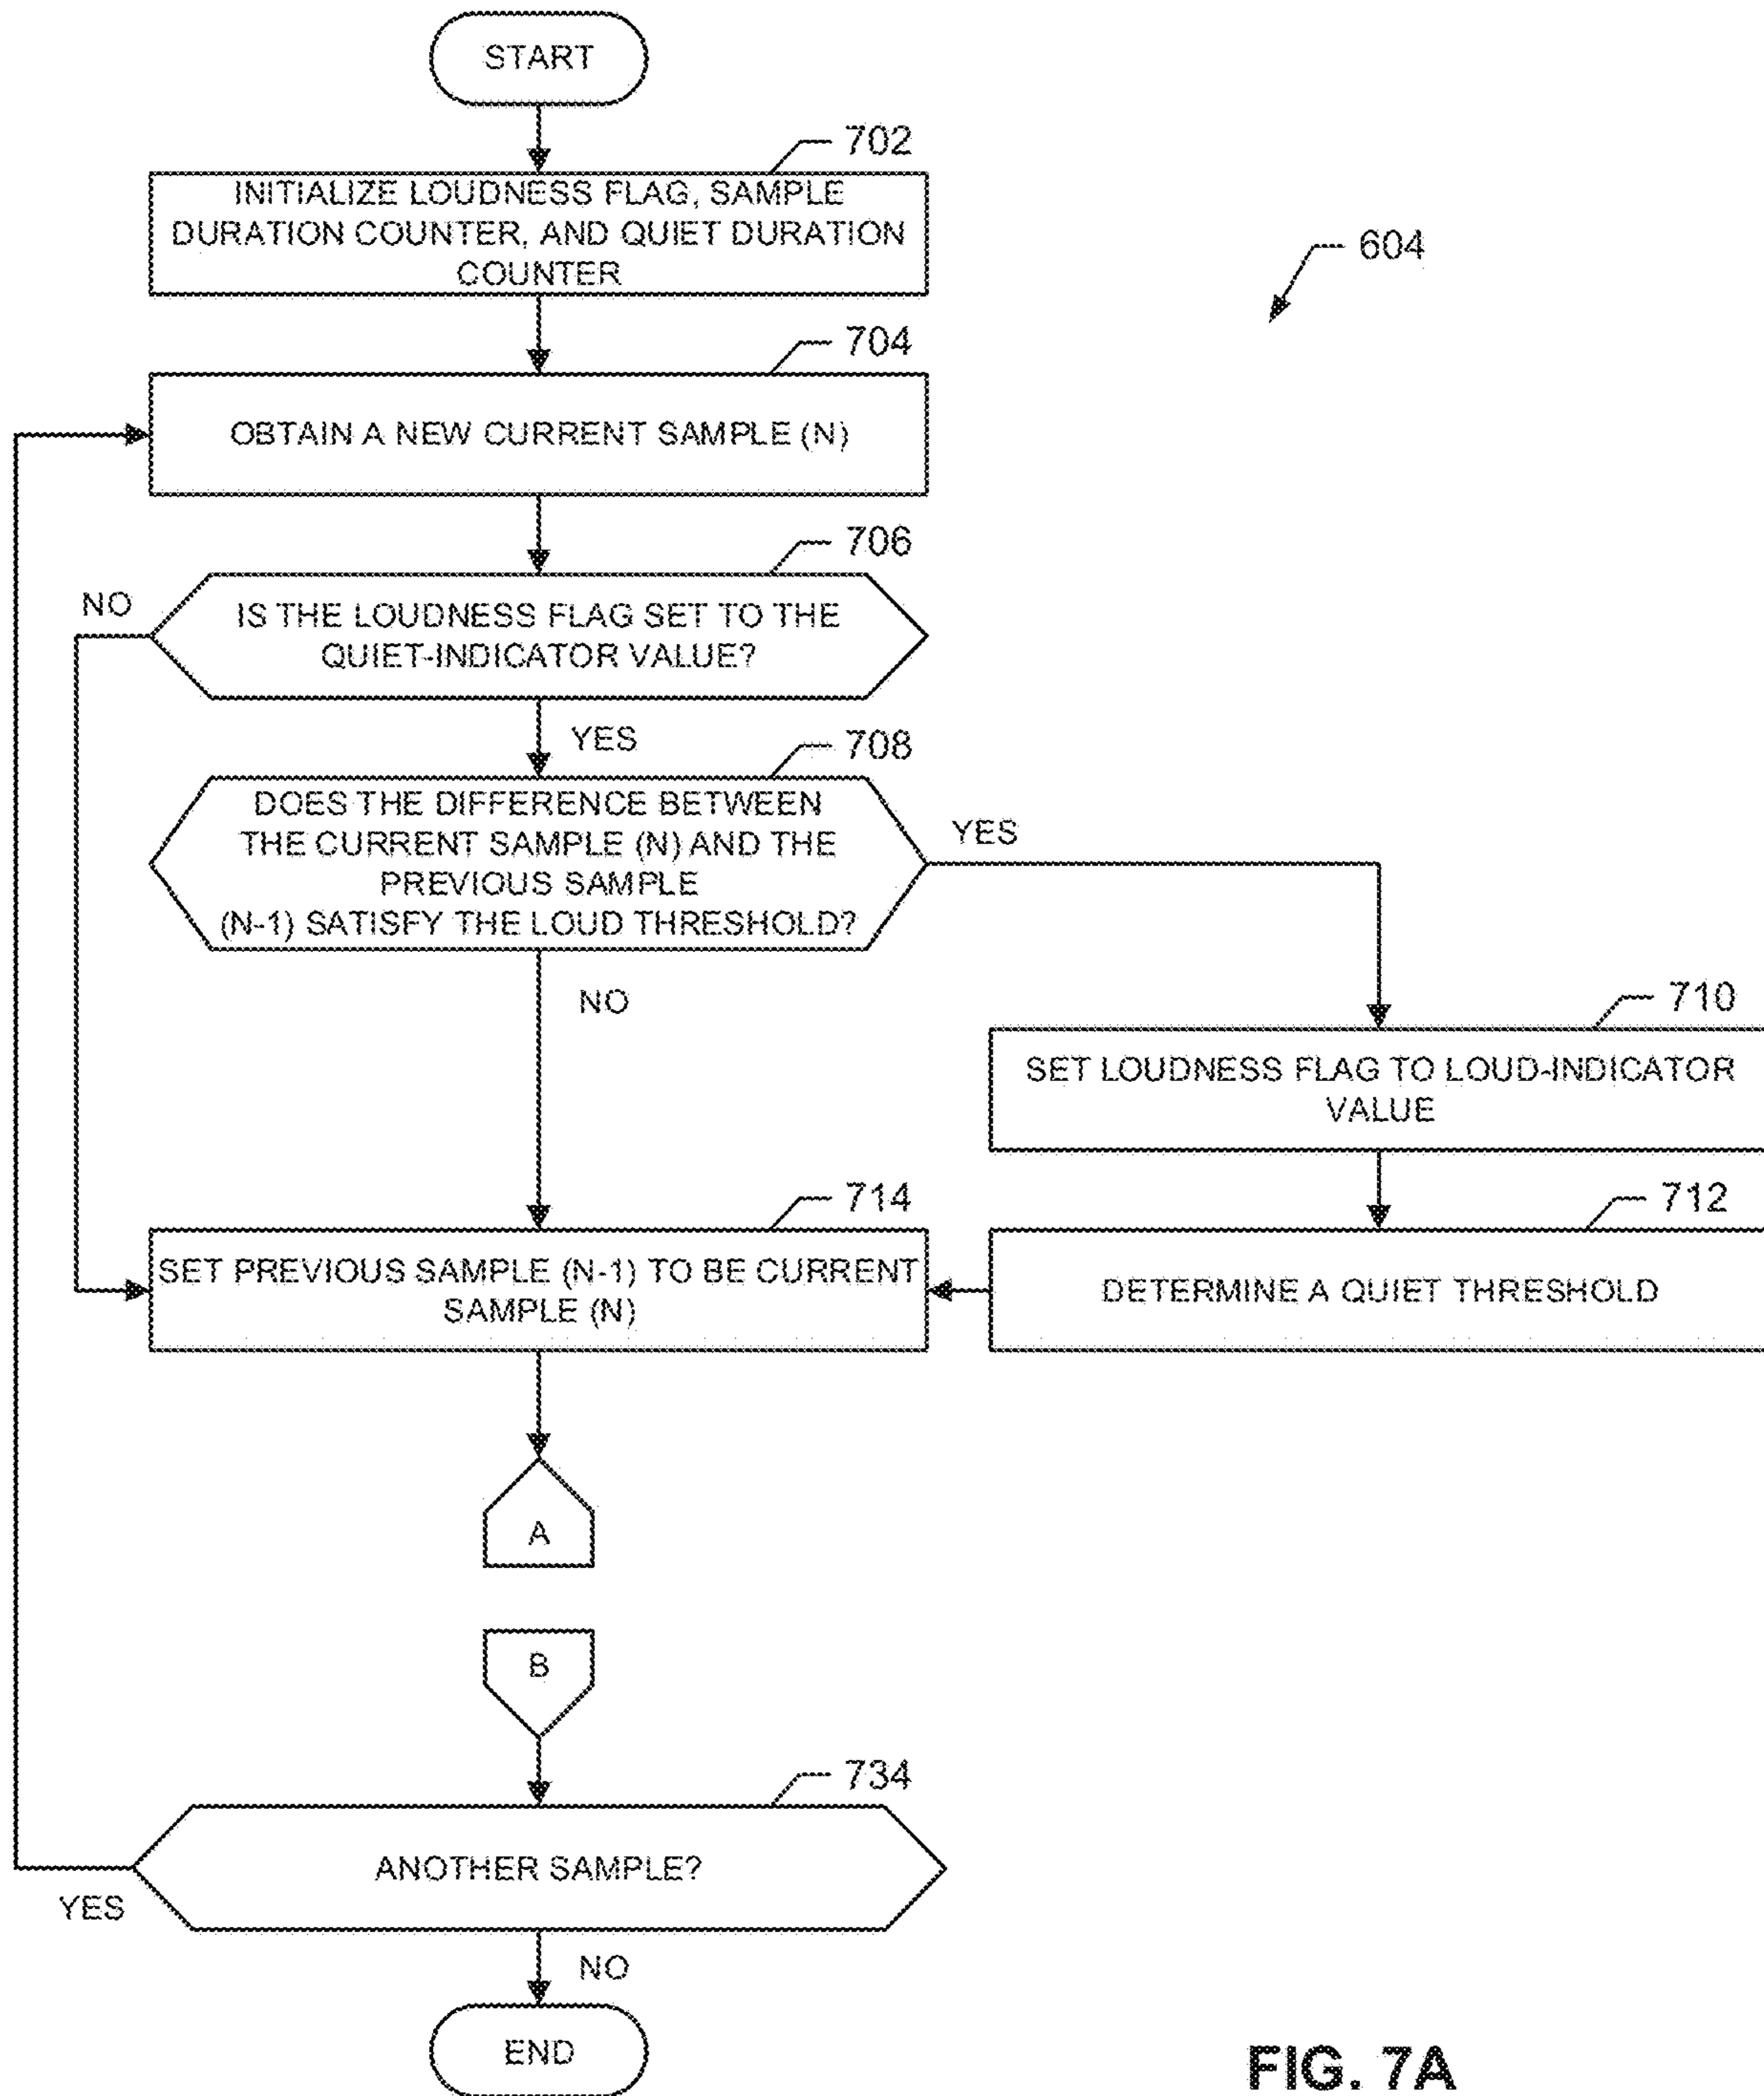 START
702
INITIALIZE LOUDNESS FLAG, SAMPLE
DURATION COUNTER, AND QUIET DURATION
COUNTER
604
704
OBTAIN A NEW CURRENT SAMPLE (N)
706
NO
IS THE LOUDNESS FLAG SET TO THE
QUIET-INDICATOR VALUE?
YES
708
DOES THE DIFFERENCE BETWEEN
THE CURRENT SAMPLE (N) AND THE
PREVIOUS SAMPLE
(N-1) SATISFY THE LOUD THRESHOLD?
YES
NO
710
SET LOUDNESS FLAG TO LOUD-INDICATOR
VALUE
714
712
SET PREVIOUS SAMPLE (N-1) TO BE CURRENT
SAMPLE (N)
DETERMINE A QUIET THRESHOLD
A
B
734
ANOTHER SAMPLE?
YES
NO
END
FIG. 7A